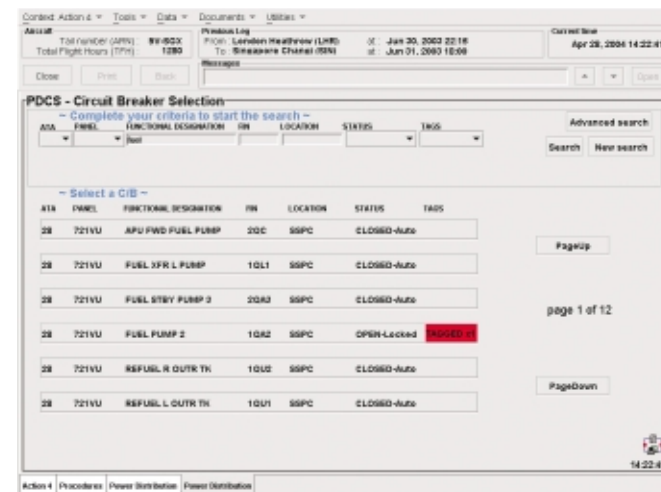 Context Action 4 Tools Data Documents Utilities
Aircraft Previous Leg Current time
Tail number (ARN): From: London Heathrow (LHR) at: Jun 30, 2003 22:16 Apr 28, 2004 14:22:4
Total Flight Hours (TFH): 1280 To: Singapore Changi (SIN) at: Jun 01, 2003 18:08
Messages
Close Print Back Open
PDCS - Circuit Breaker Selection
~ Complete your criteria to start the search ~
ATA PANEL FUNCTIONAL DESIGNATION FIN LOCATION STATUS TAGS
fuel
Advanced search
Search New search
~ Select a C/B ~
ATA PANEL FUNCTIONAL DESIGNATION FIN LOCATION STATUS TAGS
28 721VU APU FWD FUEL PUMP 2QC SSPC CLOSED-Auto
PageUp
28 721VU FUEL XFR L PUMP 1QL1 SSPC CLOSED-Auto
28 721VU FUEL STBY PUMP 2 2QA2 SSPC CLOSED-Auto
page 1 of 12
28 721VU FUEL PUMP 2 1QA2 SSPC OPEN-Locked TAGGED x1
28 721VU REFUEL R OUTR TK 1QU2 SSPC CLOSED-Auto
PageDown
28 721VU REFUEL L OUTR TK 1QU1 SSPC CLOSED-Auto
14:22:4
Action 4 Procedures Power Distribution Power Distribution